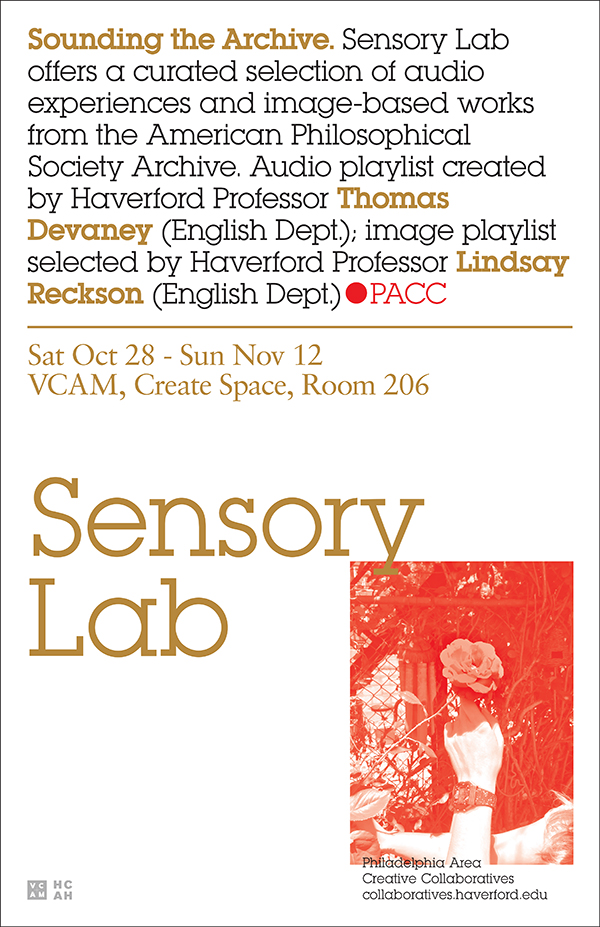 Sounding the Archive. Sensory Lab
offers a curated selection of audio
experiences and image-based works
from the American Philosophical
Society Archive. Audio playlist created
by Haverford Professor Thomas
Devaney (English Dept.); image playlist
selected by Haverford Professor Lindsay
Reckson (English Dept.) ●PACC
Sat Oct 28 - Sun Nov 12
VCAM, Create Space, Room 206
Sensory
Lab
Philadelphia Area
Creative Collaboratives
collaboratives.haverford.edu
VC HC
AM AH